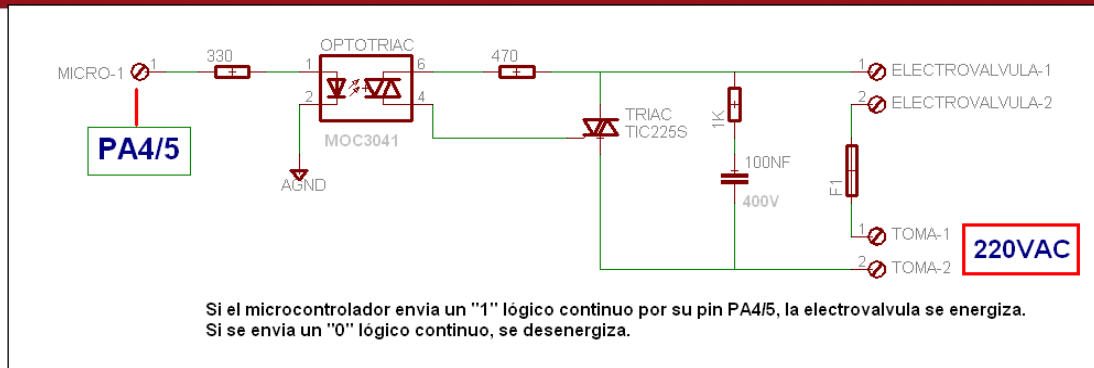 OPTOTRIAC
330
470
MICRO-1
1
1
6
1
ELECTROVALVULA-1
2
4
2
ELECTROVALVULA-2
TRIAC
TIC225S
1K
PA4/5
MOC3041
100NF
400V
AGND
F1
1
TOMA-1
220VAC
2
TOMA-2
Si el microcontrolador envia un "1" lógico continuo por su pin PA4/5, la electrovalvula se energiza.
Si se envia un "0" lógico continuo, se desenergiza.